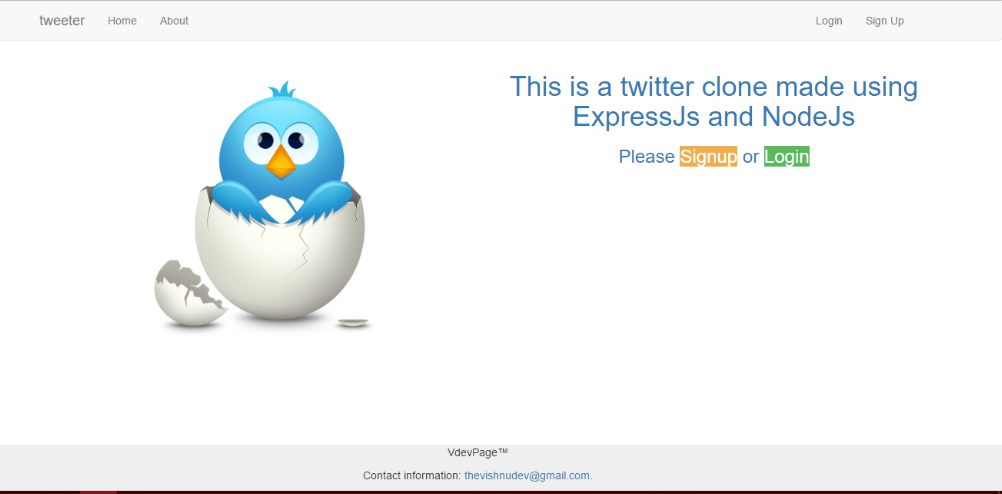 tweeter Home About Login Sign Up
This is a twitter clone made using
ExpressJs and NodeJs
Please Signup or Login
VdevPage™
Contact information: thevishnudev@gmail.com.